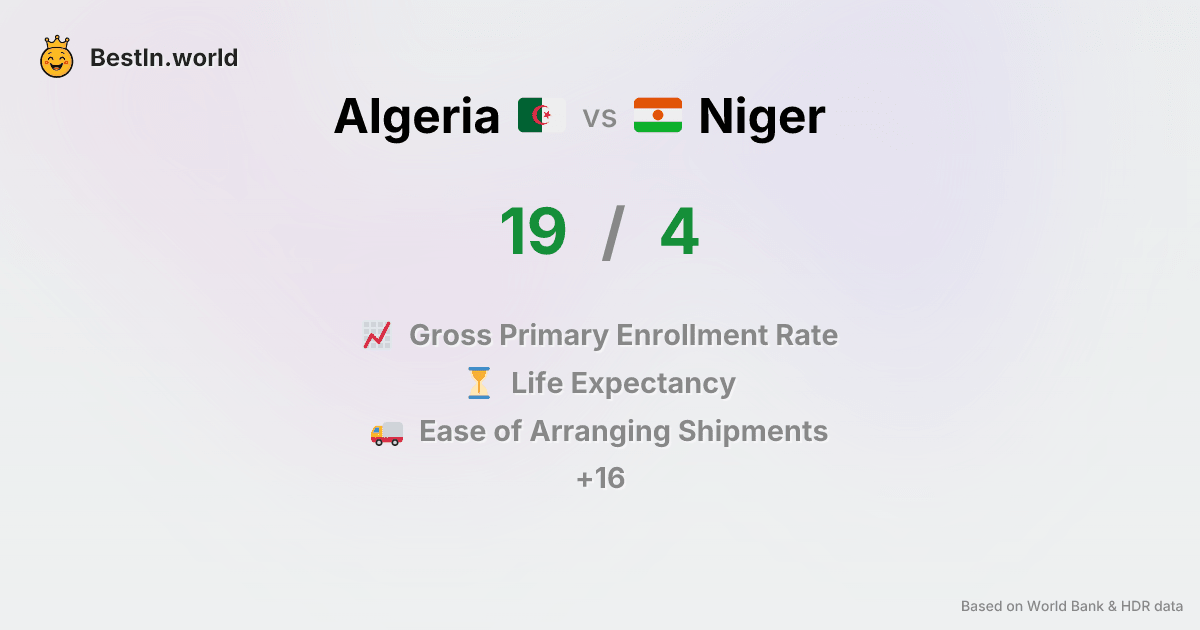 BestIn.world
Algeria vs Niger
19 / 4
Gross Primary Enrollment Rate
Life Expectancy
Ease of Arranging Shipments
+16
Based on World Bank & HDR data